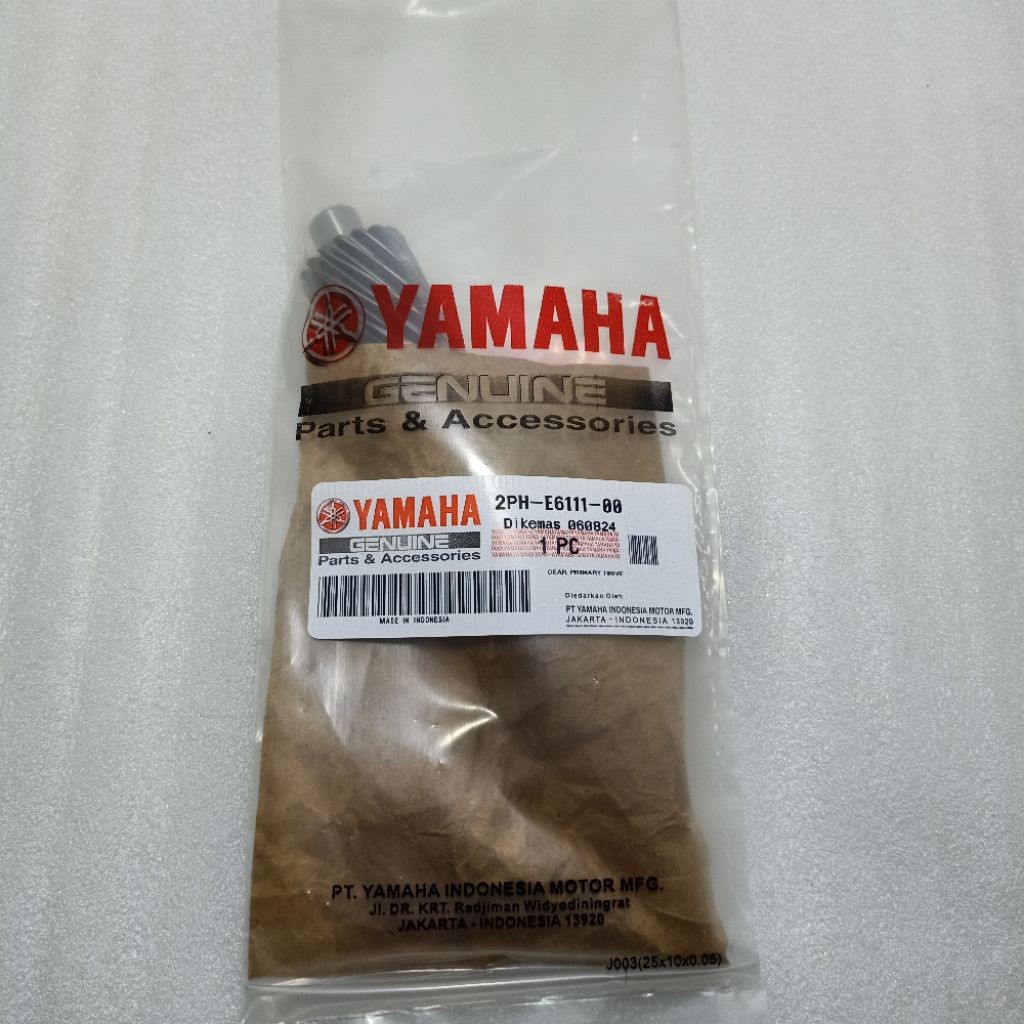 YAMAHA
GENUINE
Parts & Accessories
YAMAHA
GENUINE
Parts & Accessories
MADE IN INDONESIA
2PH-E6111-00
Dikemas 060824
1 PC
GEAR, PRIMARY DRIVE
Diedarkan Oleh
PT YAMAHA INDONESIA MOTOR MFG.
JAKARTA - INDONESIA 13920
PT. YAMAHA INDONESIA MOTOR MFG.
Jl. DR. KRT. Radjiman Widyodiningrat
JAKARTA - INDONESIA 13920
J003(25x10x0.05)